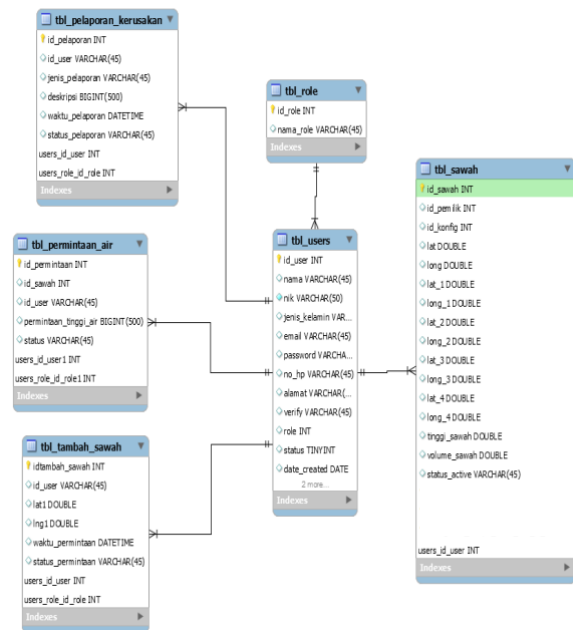 tbl_pelaporan_kerusakan
id_pelaporan INT
id_user VARCHAR(45)
jenis_pelaporan VARCHAR(45)
deskripsi BIGINT(500)
waktu_pelaporan DATETIME
status_pelaporan VARCHAR(45)
users_id_user INT
users_role_id_role INT
Indexes
tbl_role
id_role INT
nama_role VARCHAR(45)
Indexes
tbl_permintaan_air
id_permintaan INT
id_sawah INT
id_user VARCHAR(45)
permintaan_tinggi_air BIGINT(500)
status VARCHAR(45)
users_id_user1 INT
users_role_id_role1 INT
Indexes
tbl_users
id_user INT
nama VARCHAR(45)
nik VARCHAR(50)
jenis_kelamin VAR...
email VARCHAR(45)
password VARCHA...
no_hp VARCHAR(45)
alamat VARCHAR(...
verify VARCHAR(45)
role INT
status TINYINT
date_created DATE
2 more...
Indexes
tbl_sawah
id_sawah INT
id_pemilik INT
id_konfig INT
lat DOUBLE
long DOUBLE
lat_1 DOUBLE
long_1 DOUBLE
lat_2 DOUBLE
long_2 DOUBLE
lat_3 DOUBLE
long_3 DOUBLE
lat_4 DOUBLE
long_4 DOUBLE
tinggi_sawah DOUBLE
volume_sawah DOUBLE
status_active VARCHAR(45)
users_id_user INT
Indexes
tbl_tambah_sawah
idtambah_sawah INT
id_user VARCHAR(45)
lat1 DOUBLE
lng1 DOUBLE
waktu_permintaan DATETIME
status_permintaan VARCHAR(45)
users_id_user INT
users_role_id_role INT
Indexes